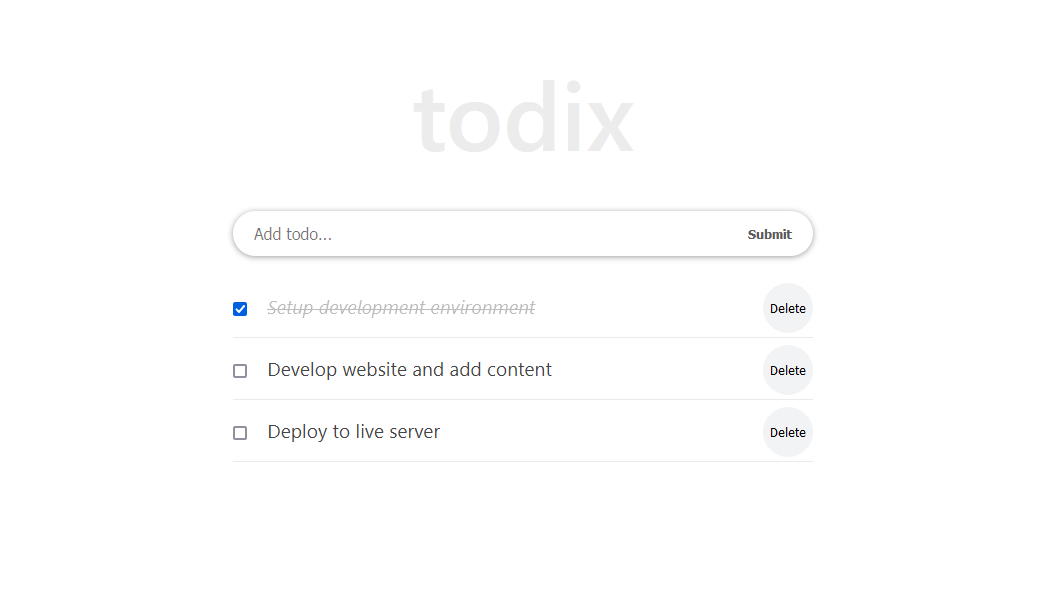 todix
Add todo...
Submit
Setup development environment
Delete
Develop website and add content
Delete
Deploy to live server
Delete